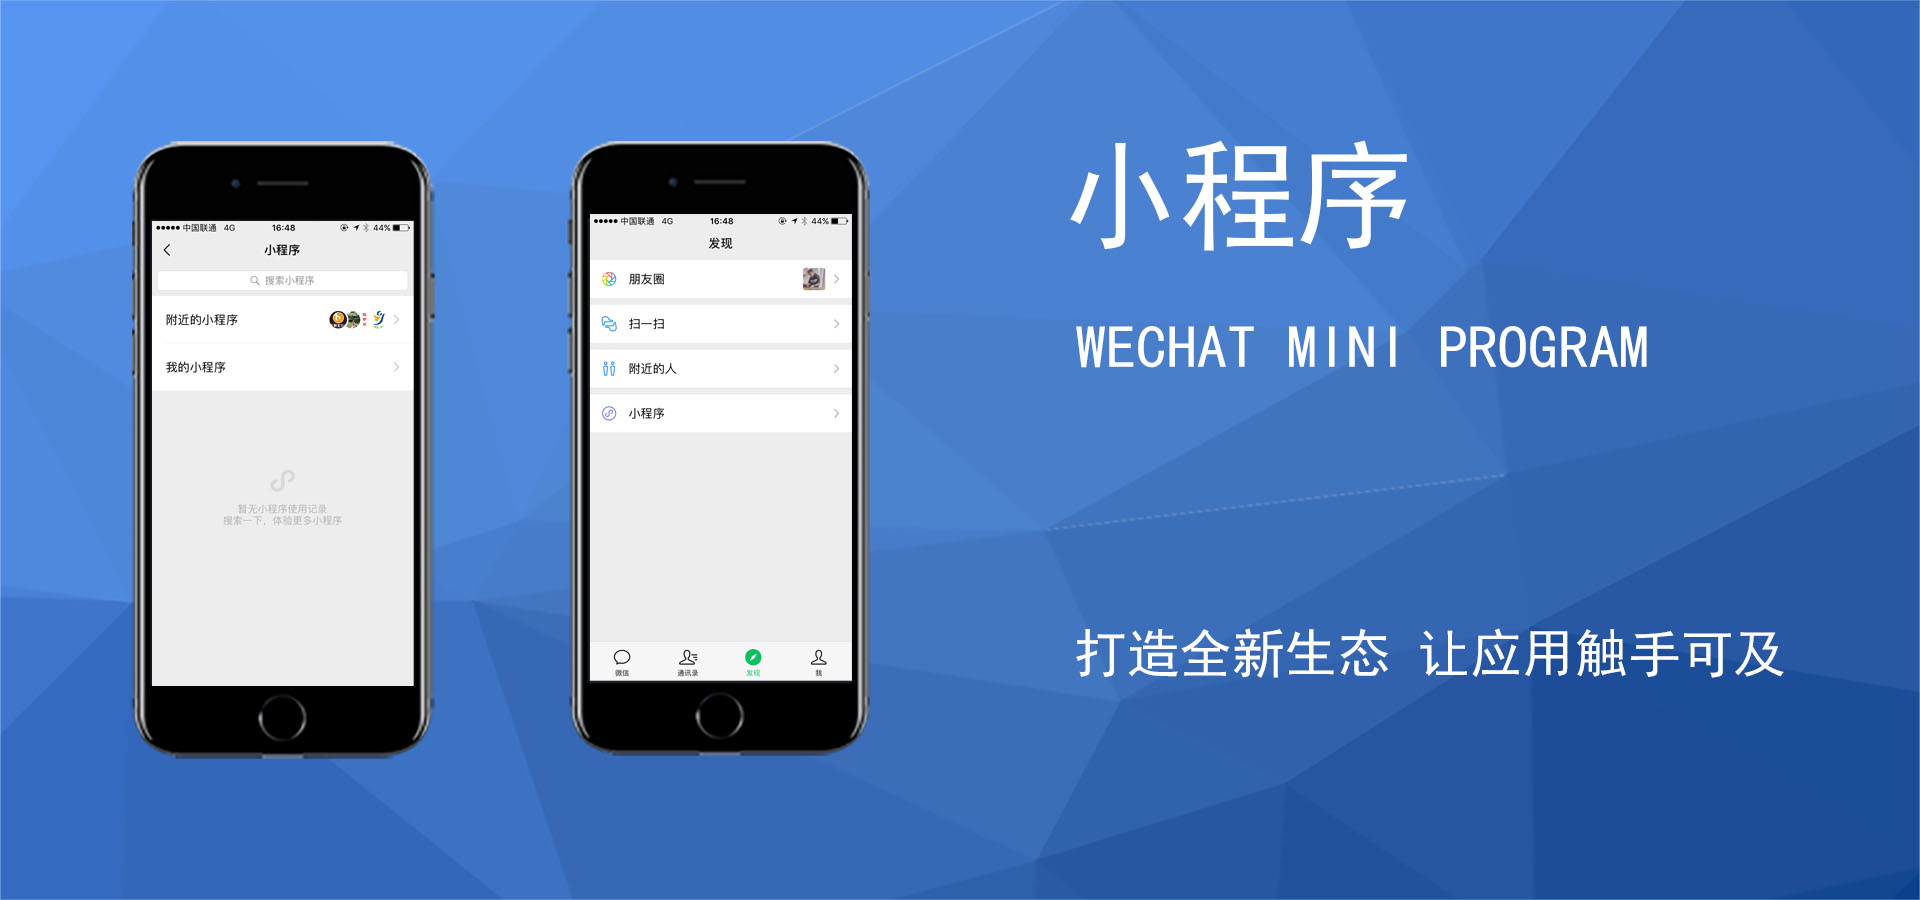 中国联通 4G 16:48 44%
小程序
搜索小程序
附近的小程序
我的小程序
暂无小程序使用记录
搜索一下，体验更多小程序
中国联通 4G 16:48 44%
发现
朋友圈
扫一扫
附近的人
小程序
微信 通讯录 发现 我
小程序
WECHAT MINI PROGRAM
打造全新生态 让应用触手可及